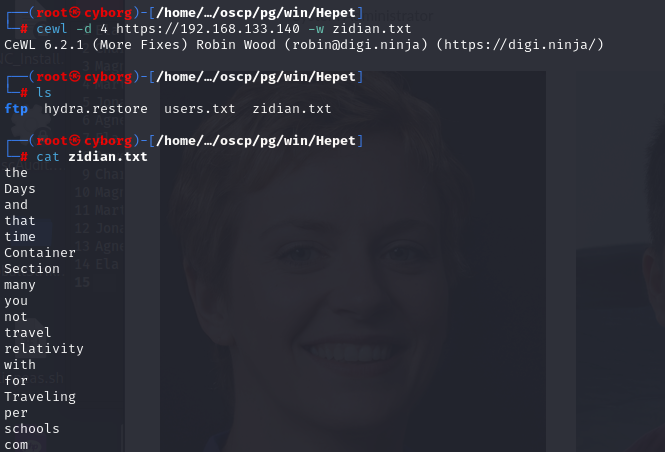 ┌──(root㉿cyborg)-[/home/…/oscp/pg/win/Hepet]
└─# cewl -d 4 https://192.168.133.140 -w zidian.txt
CeWL 6.2.1 (More Fixes) Robin Wood (robin@digi.ninja) (https://digi.ninja/)
┌──(root㉿cyborg)-[/home/…/oscp/pg/win/Hepet]
└─# ls
ftp hydra.restore users.txt zidian.txt
┌──(root㉿cyborg)-[/home/…/oscp/pg/win/Hepet]
└─# cat zidian.txt
the
Days
and
that
time
Container
Section
many
you
not
travel
relativity
with
for
Traveling
per
schools
com